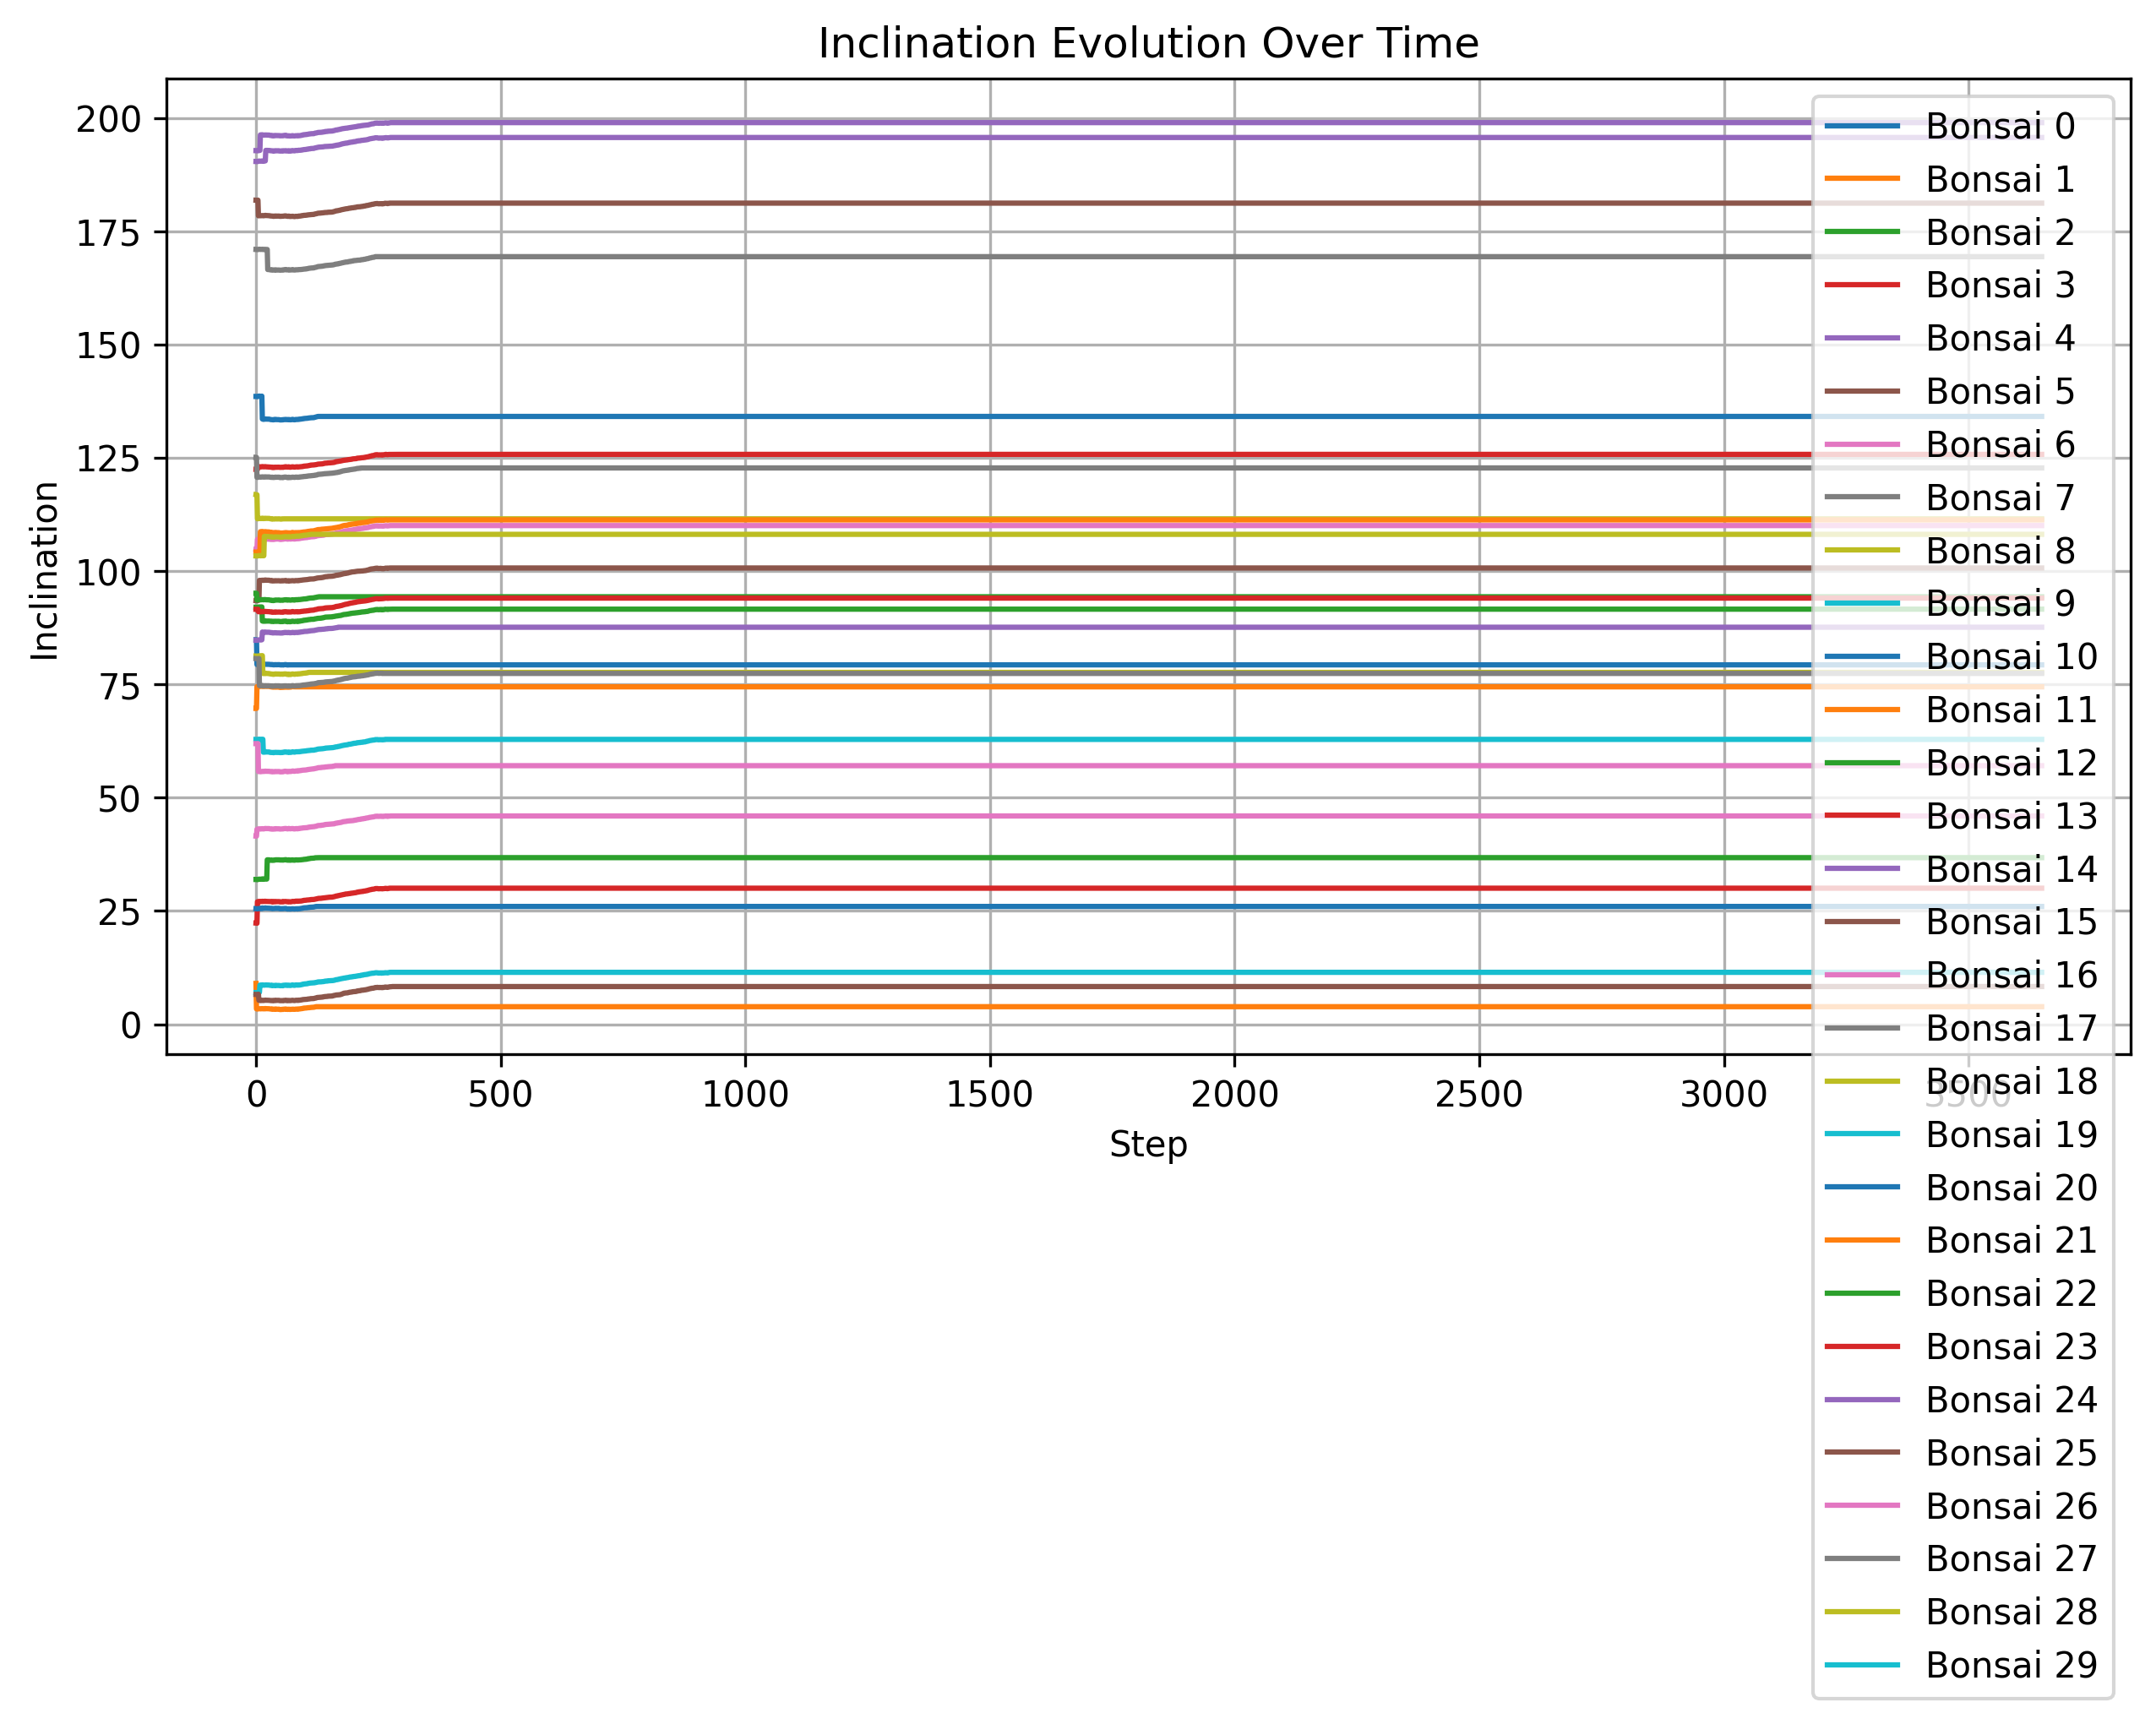 Inclination Evolution Over Time
200
175
150
125
100
75
50
25
0
Inclination
0 500 1000 1500 2000 2500 3000 3500
Step
Bonsai 0
Bonsai 1
Bonsai 2
Bonsai 3
Bonsai 4
Bonsai 5
Bonsai 6
Bonsai 7
Bonsai 8
Bonsai 9
Bonsai 10
Bonsai 11
Bonsai 12
Bonsai 13
Bonsai 14
Bonsai 15
Bonsai 16
Bonsai 17
Bonsai 18
Bonsai 19
Bonsai 20
Bonsai 21
Bonsai 22
Bonsai 23
Bonsai 24
Bonsai 25
Bonsai 26
Bonsai 27
Bonsai 28
Bonsai 29